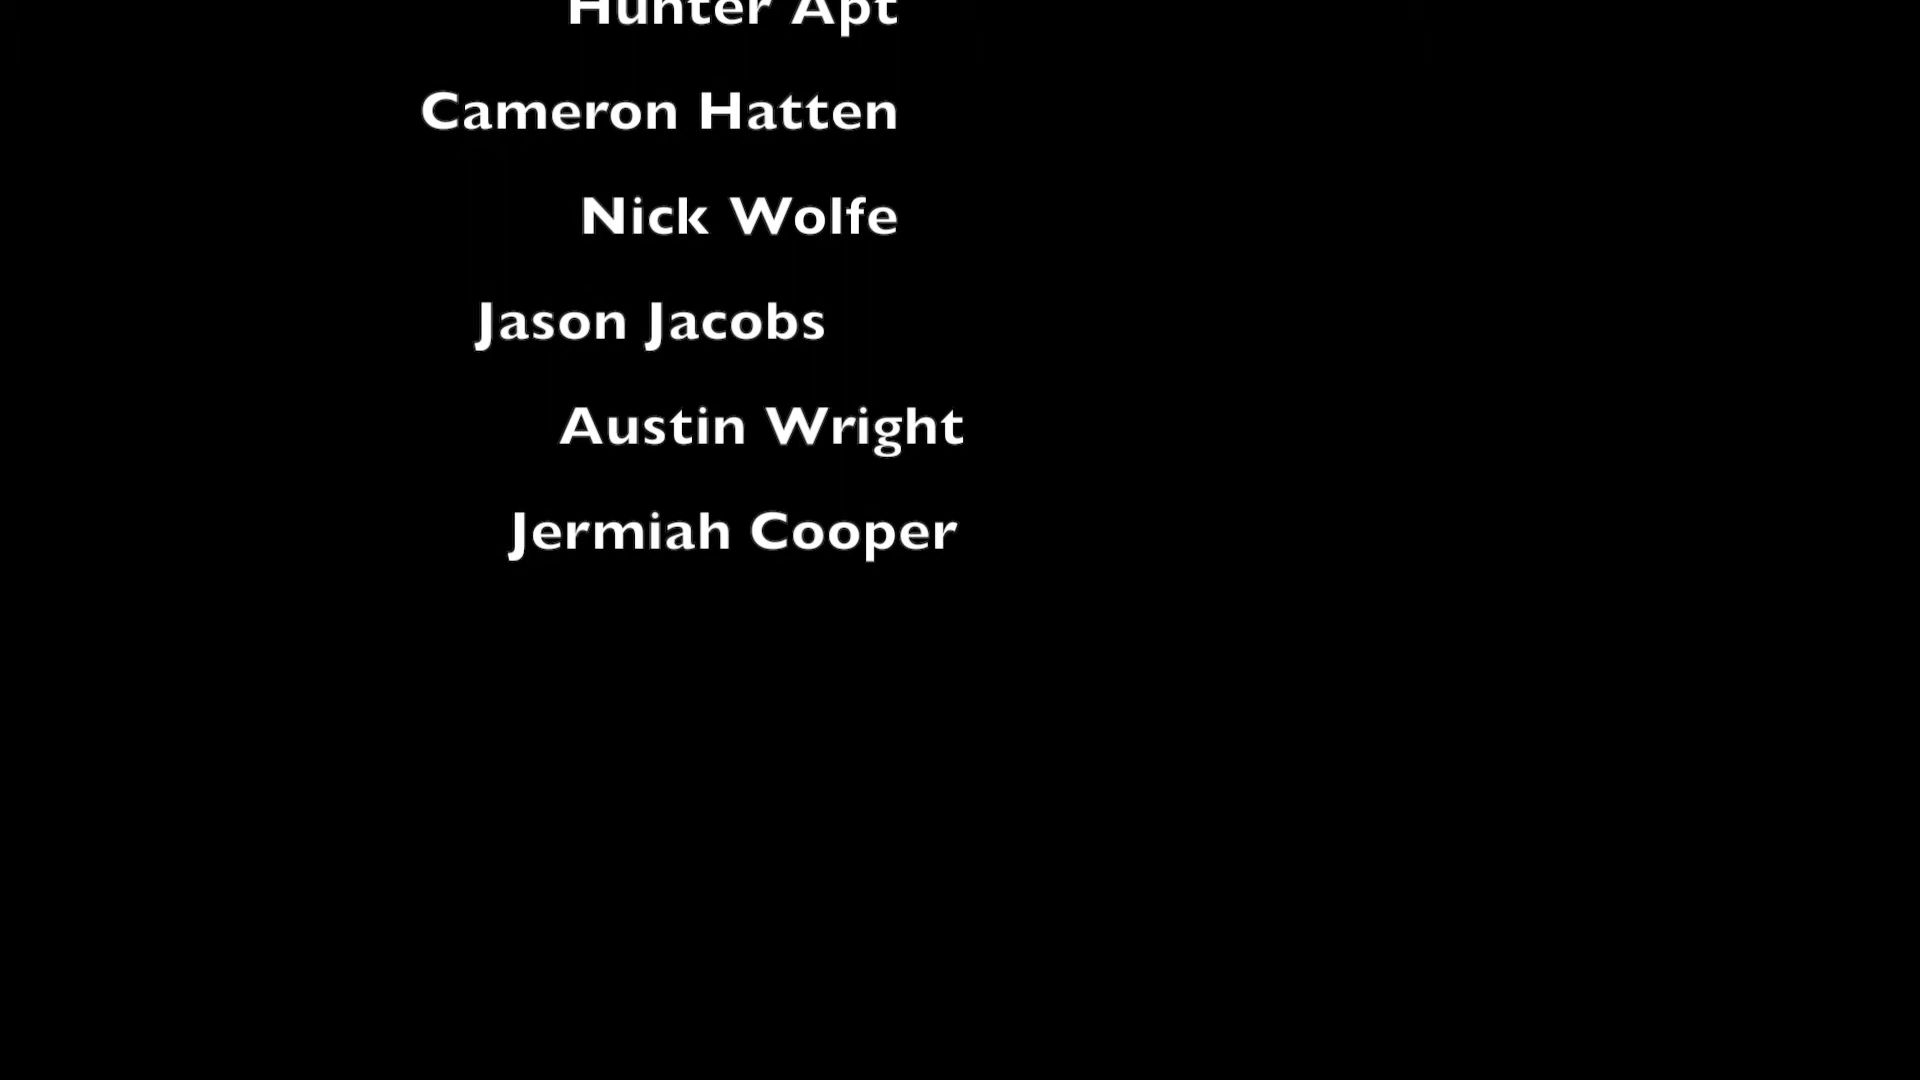 Hunter Apt
Cameron Hatten
Nick Wolfe
Jason Jacobs
Austin Wright
Jermiah Cooper